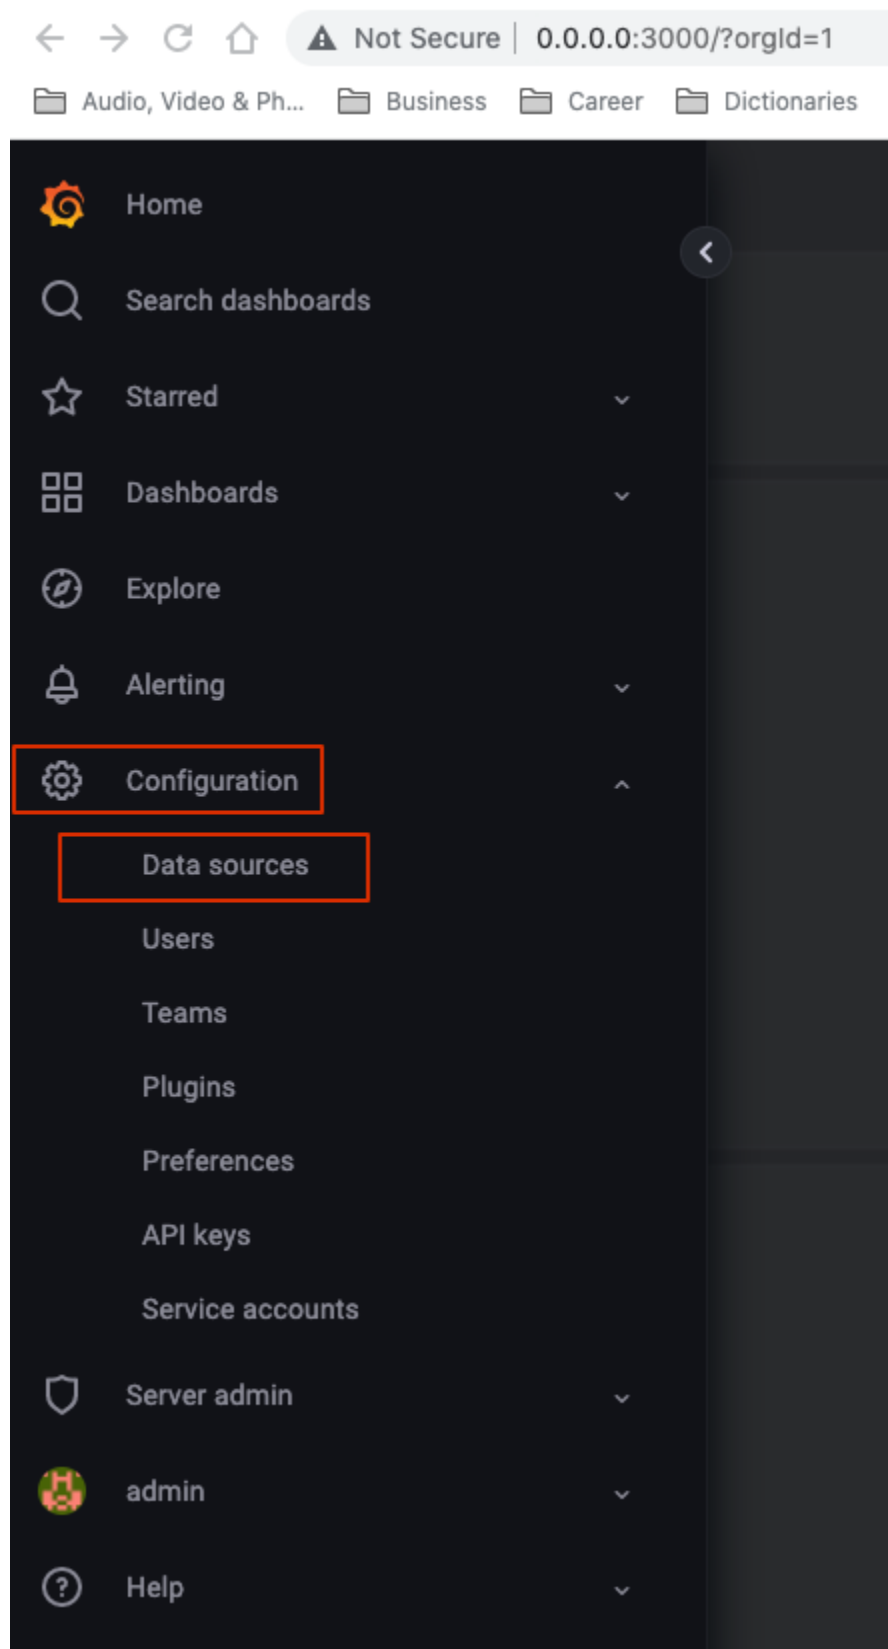 Not Secure | 0.0.0.0:3000/?orgId=1
Audio, Video & Ph... Business Career Dictionaries
Home
Search dashboards
Starred
Dashboards
Explore
Alerting
Configuration
Data sources
Users
Teams
Plugins
Preferences
API keys
Service accounts
Server admin
admin
Help